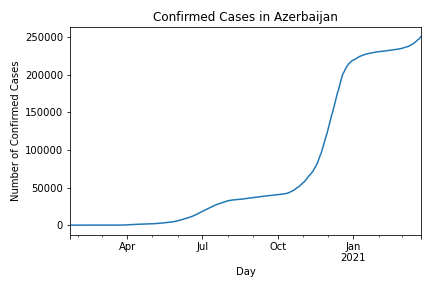 Confirmed Cases in Azerbaijan
Number of Confirmed Cases
250000
200000
150000
100000
50000
0
Apr
Jul
Oct
Jan
2021
Day